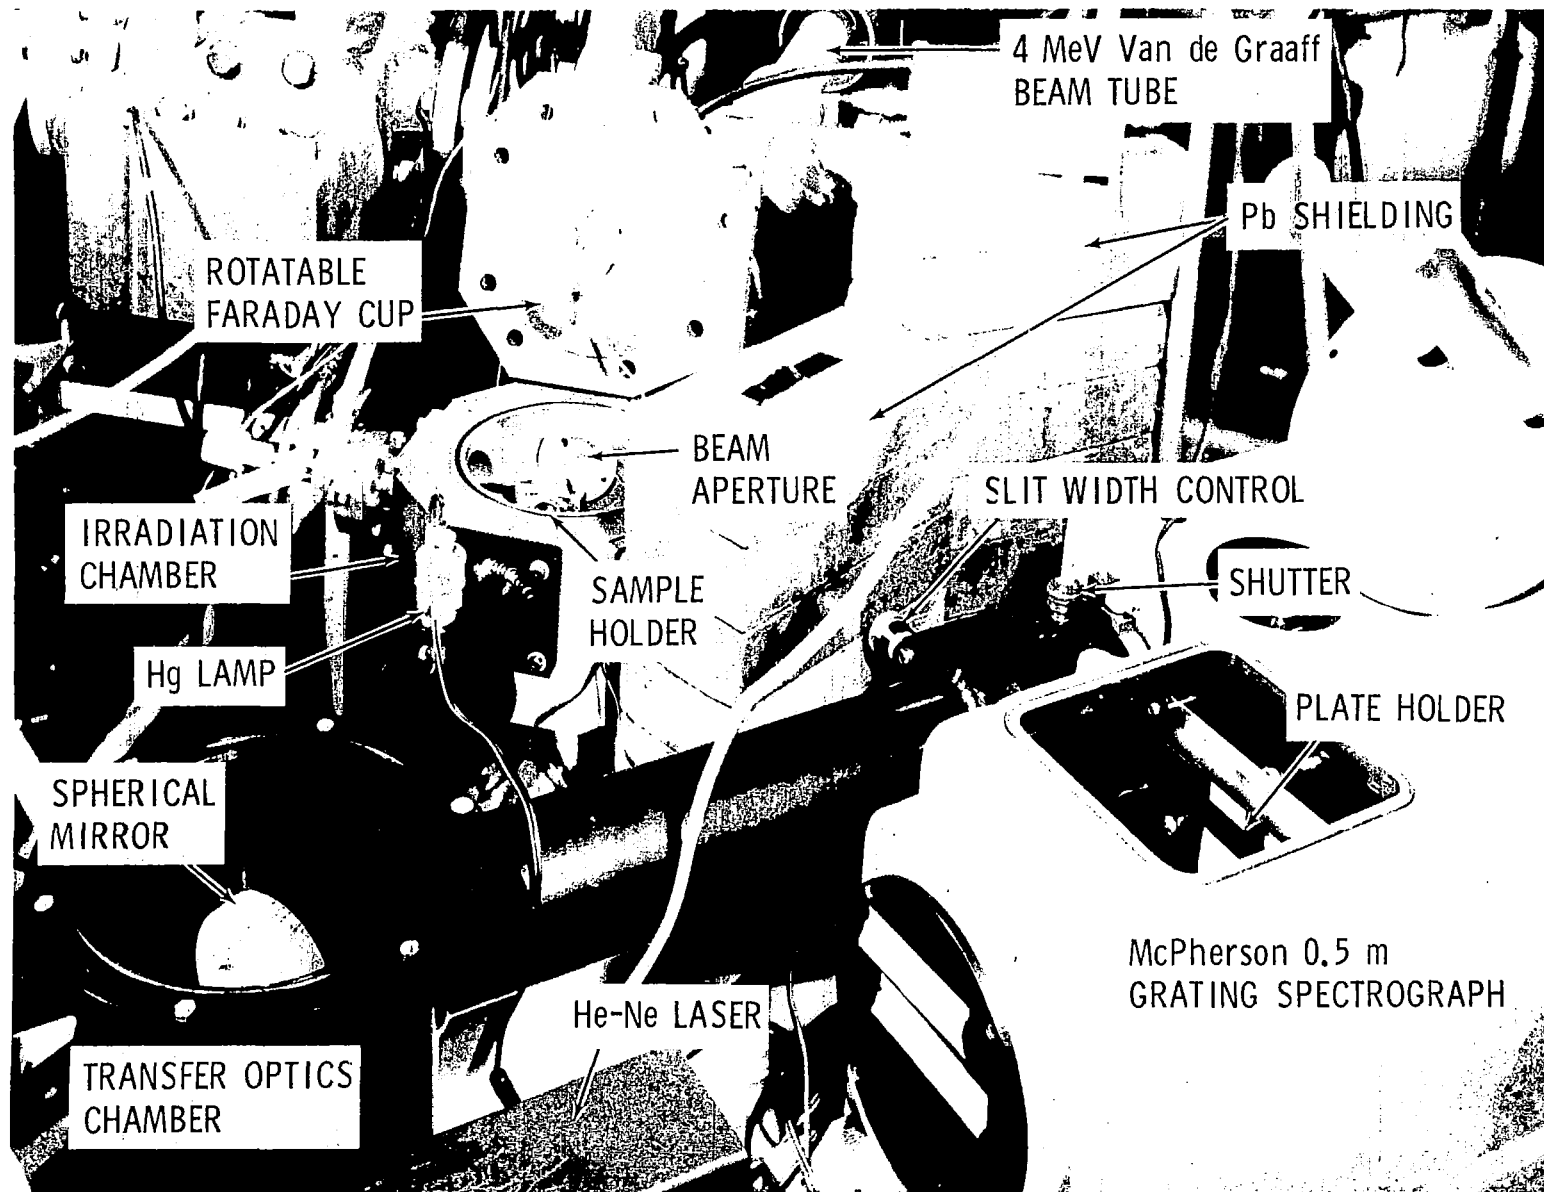 4 MeV Van de Graaff
BEAM TUBE
Pb SHIELDING
ROTATABLE
FARADAY CUP
BEAM
APERTURE
SLIT WIDTH CONTROL
IRRADIATION
CHAMBER
SAMPLE
HOLDER
SHUTTER
Hg LAMP
PLATE HOLDER
SPHERICAL
MIRROR
McPherson 0.5 m
GRATING SPECTROGRAPH
He-Ne LASER
TRANSFER OPTICS
CHAMBER